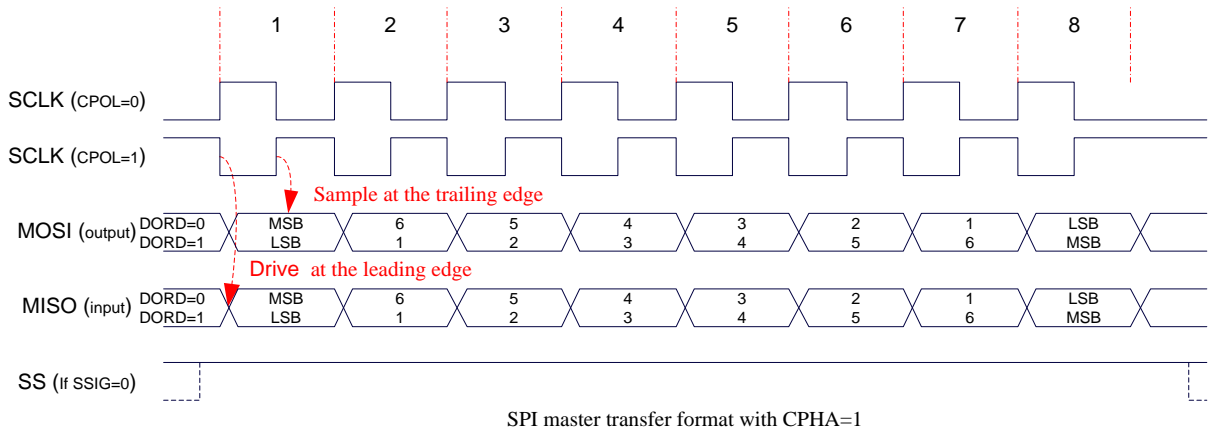 1 2 3 4 5 6 7 8
SCLK (CPOL=0)
SCLK (CPOL=1)
Sample at the trailing edge
MOSI (output) DORD=0 MSB 6 5 4 3 2 1 LSB
DORD=1 LSB 1 2 3 4 5 6 MSB
Drive at the leading edge
MISO (input) DORD=0 MSB 6 5 4 3 2 1 LSB
DORD=1 LSB 1 2 3 4 5 6 MSB
SS (If SSIG=0)
SPI master transfer format with CPHA=1